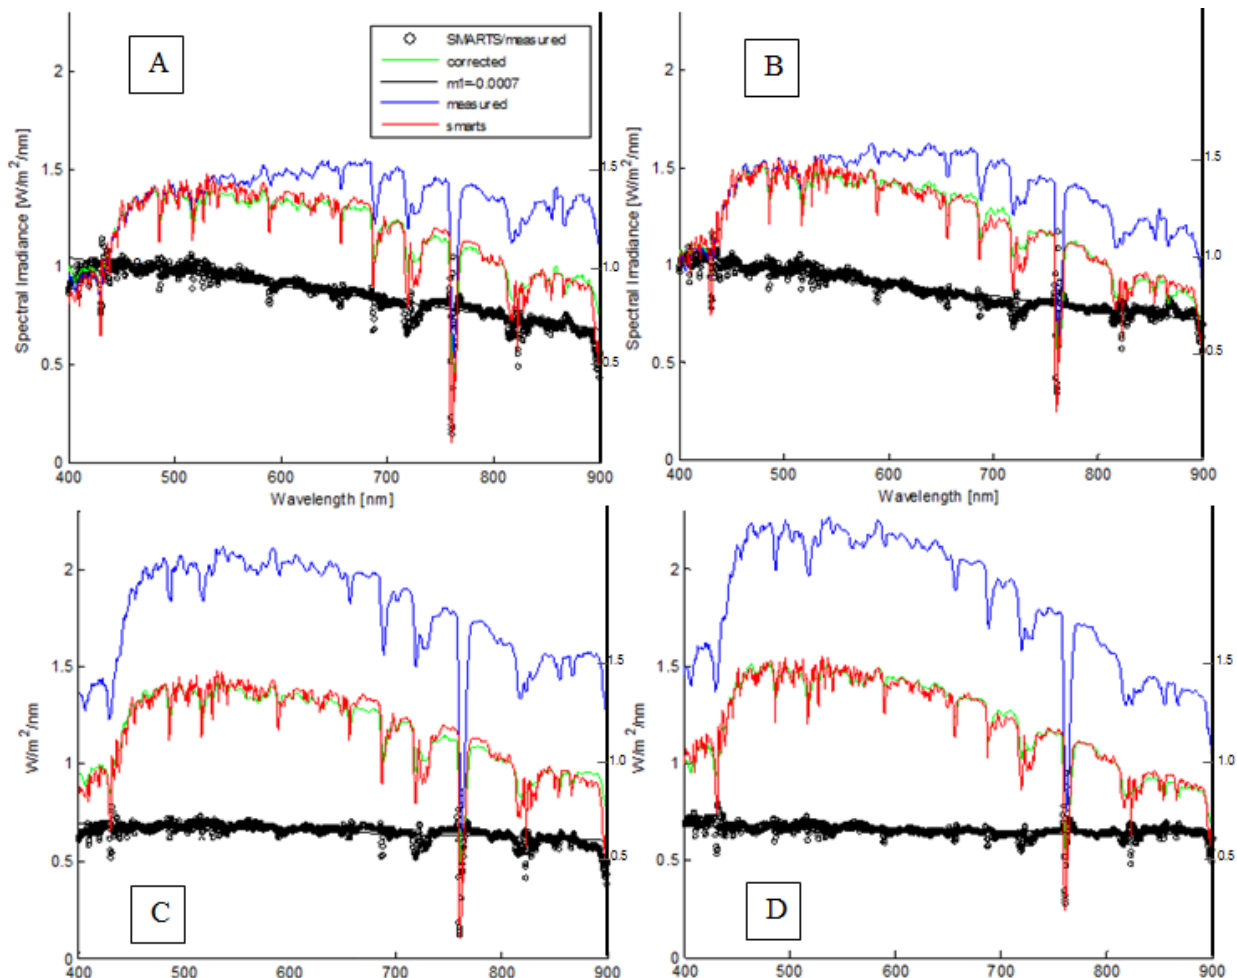 A
SMARTS/measured
corrected
m1=-0.0007
measured
smarts
Spectral Irradiance [W/m²/nm]
2
1.5
1
0.5
0
1.5
1.0
0.5
400 500 600 700 800 900
Wavelength [nm]
B
Spectral Irradiance [W/m²/nm]
2
1.5
1
0.5
0
1.5
1.0
0.5
400 500 600 700 800 900
Wavelength [nm]
C
W/m²/nm
2
1.5
1
0.5
0
1.5
1.0
0.5
400 500 600 700 800 900
D
W/m²/nm
2
1.5
1
0.5
0
1.5
1.0
0.5
400 500 600 700 800 900